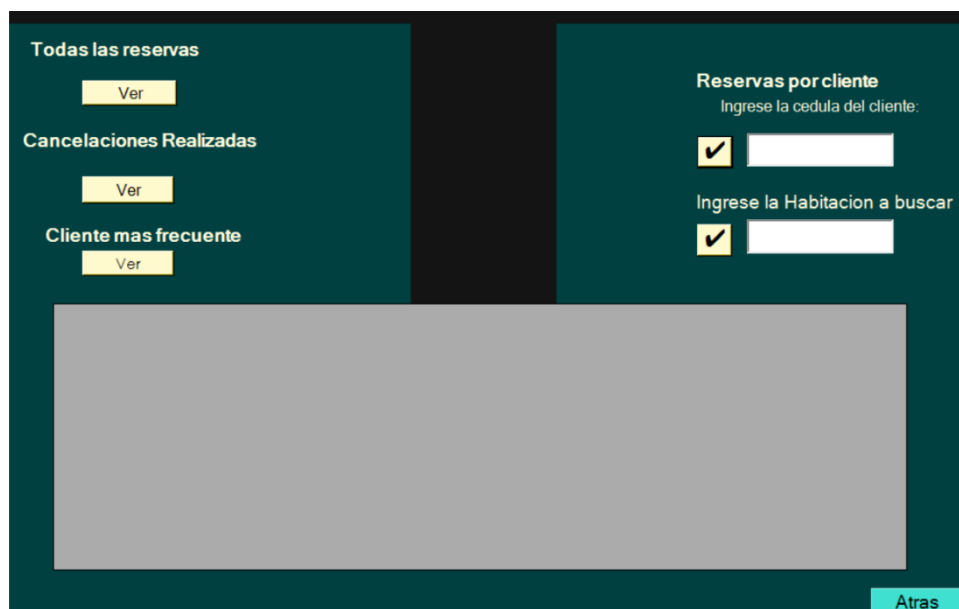 Todas las reservas
Ver
Cancelaciones Realizadas
Ver
Cliente mas frecuente
Ver
Reservas por cliente
Ingrese la cedula del cliente:
✔
Ingrese la Habitacion a buscar
✔
Atras